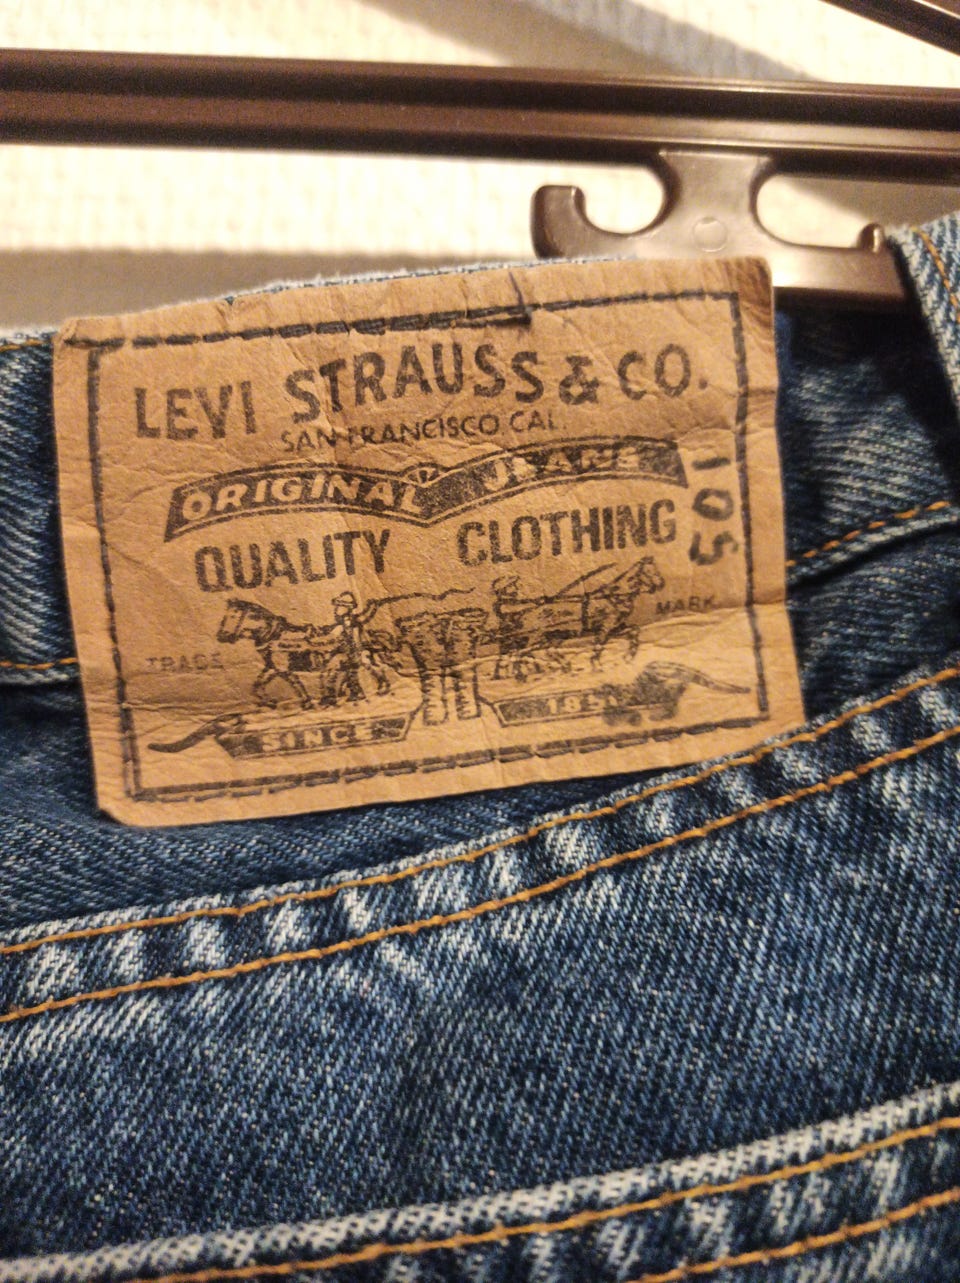 LEVI STRAUSS & CO.
SAN FRANCISCO CAL.
ORIGINAL JEANS
QUALITY CLOTHING
501
TRADE MARK
SINCE